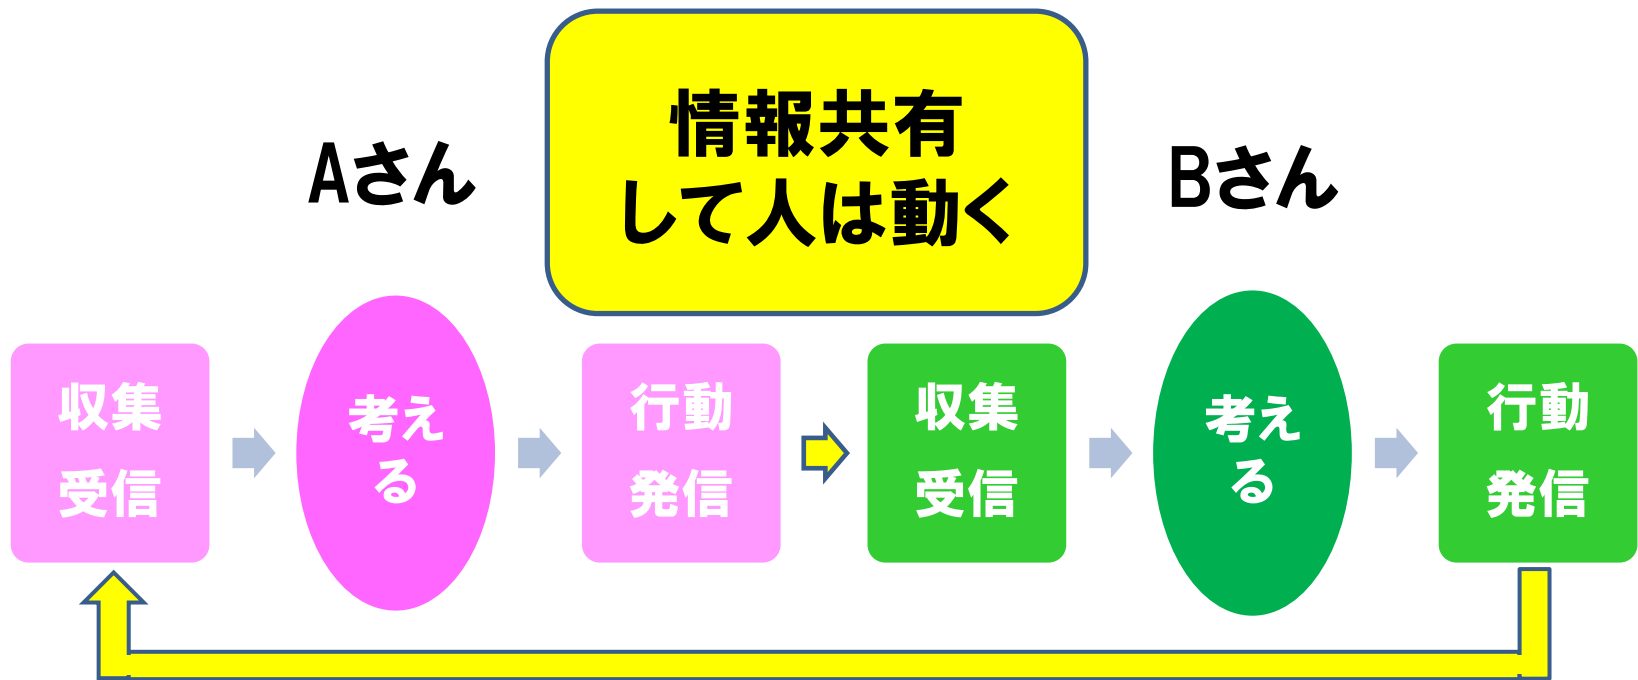 情報共有
して人は動く
Aさん
Bさん
収集
受信
考え
る
行動
発信
収集
受信
考え
る
行動
発信